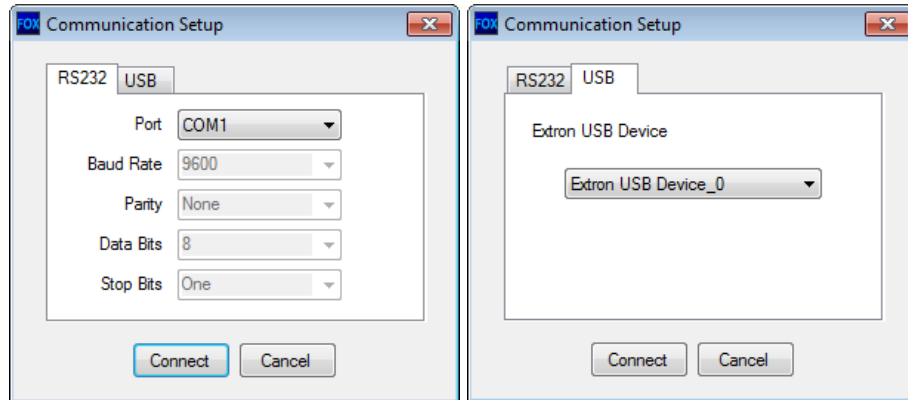 FOX Communication Setup
RS232 USB
Port COM1
Baud Rate 9600
Parity None
Data Bits 8
Stop Bits One
Connect Cancel
FOX Communication Setup
RS232 USB
Extron USB Device
Extron USB Device_0
Connect Cancel